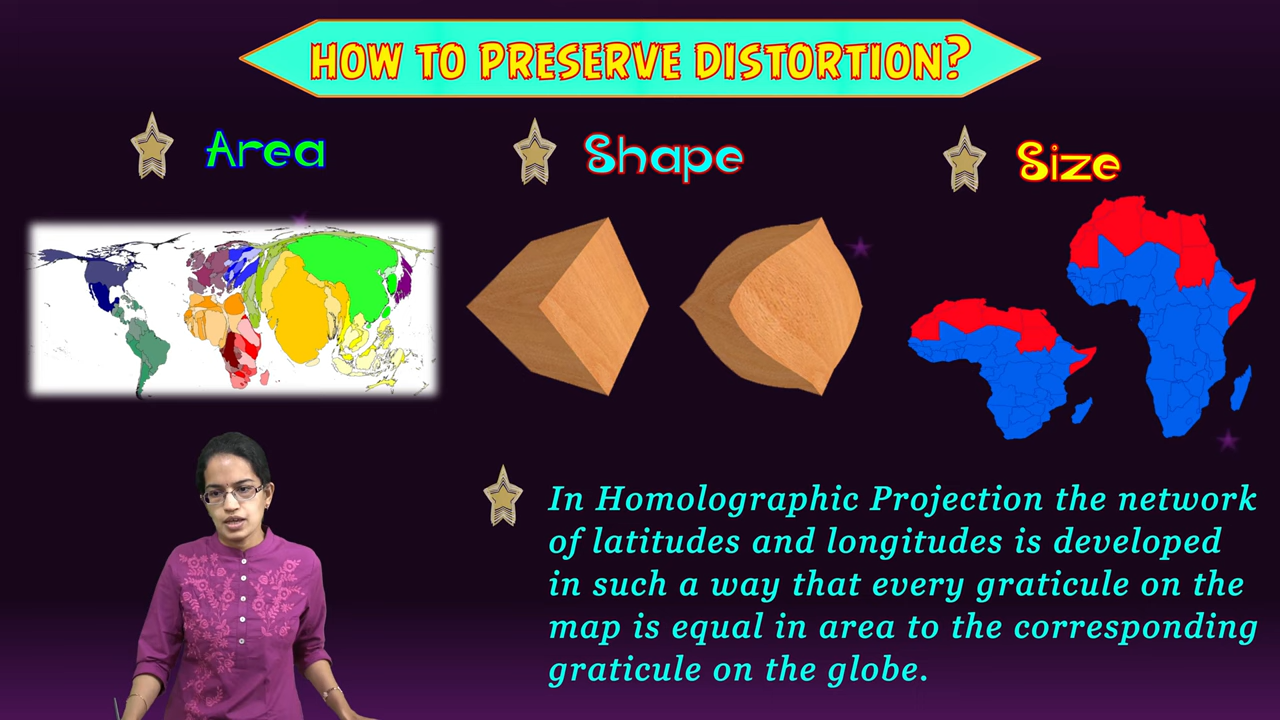 HOW TO PRESERVE DISTORTION?
Area
Shape
Size
In Homolographic Projection the network
of latitudes and longitudes is developed
in such a way that every graticule on the
map is equal in area to the corresponding
graticule on the globe.